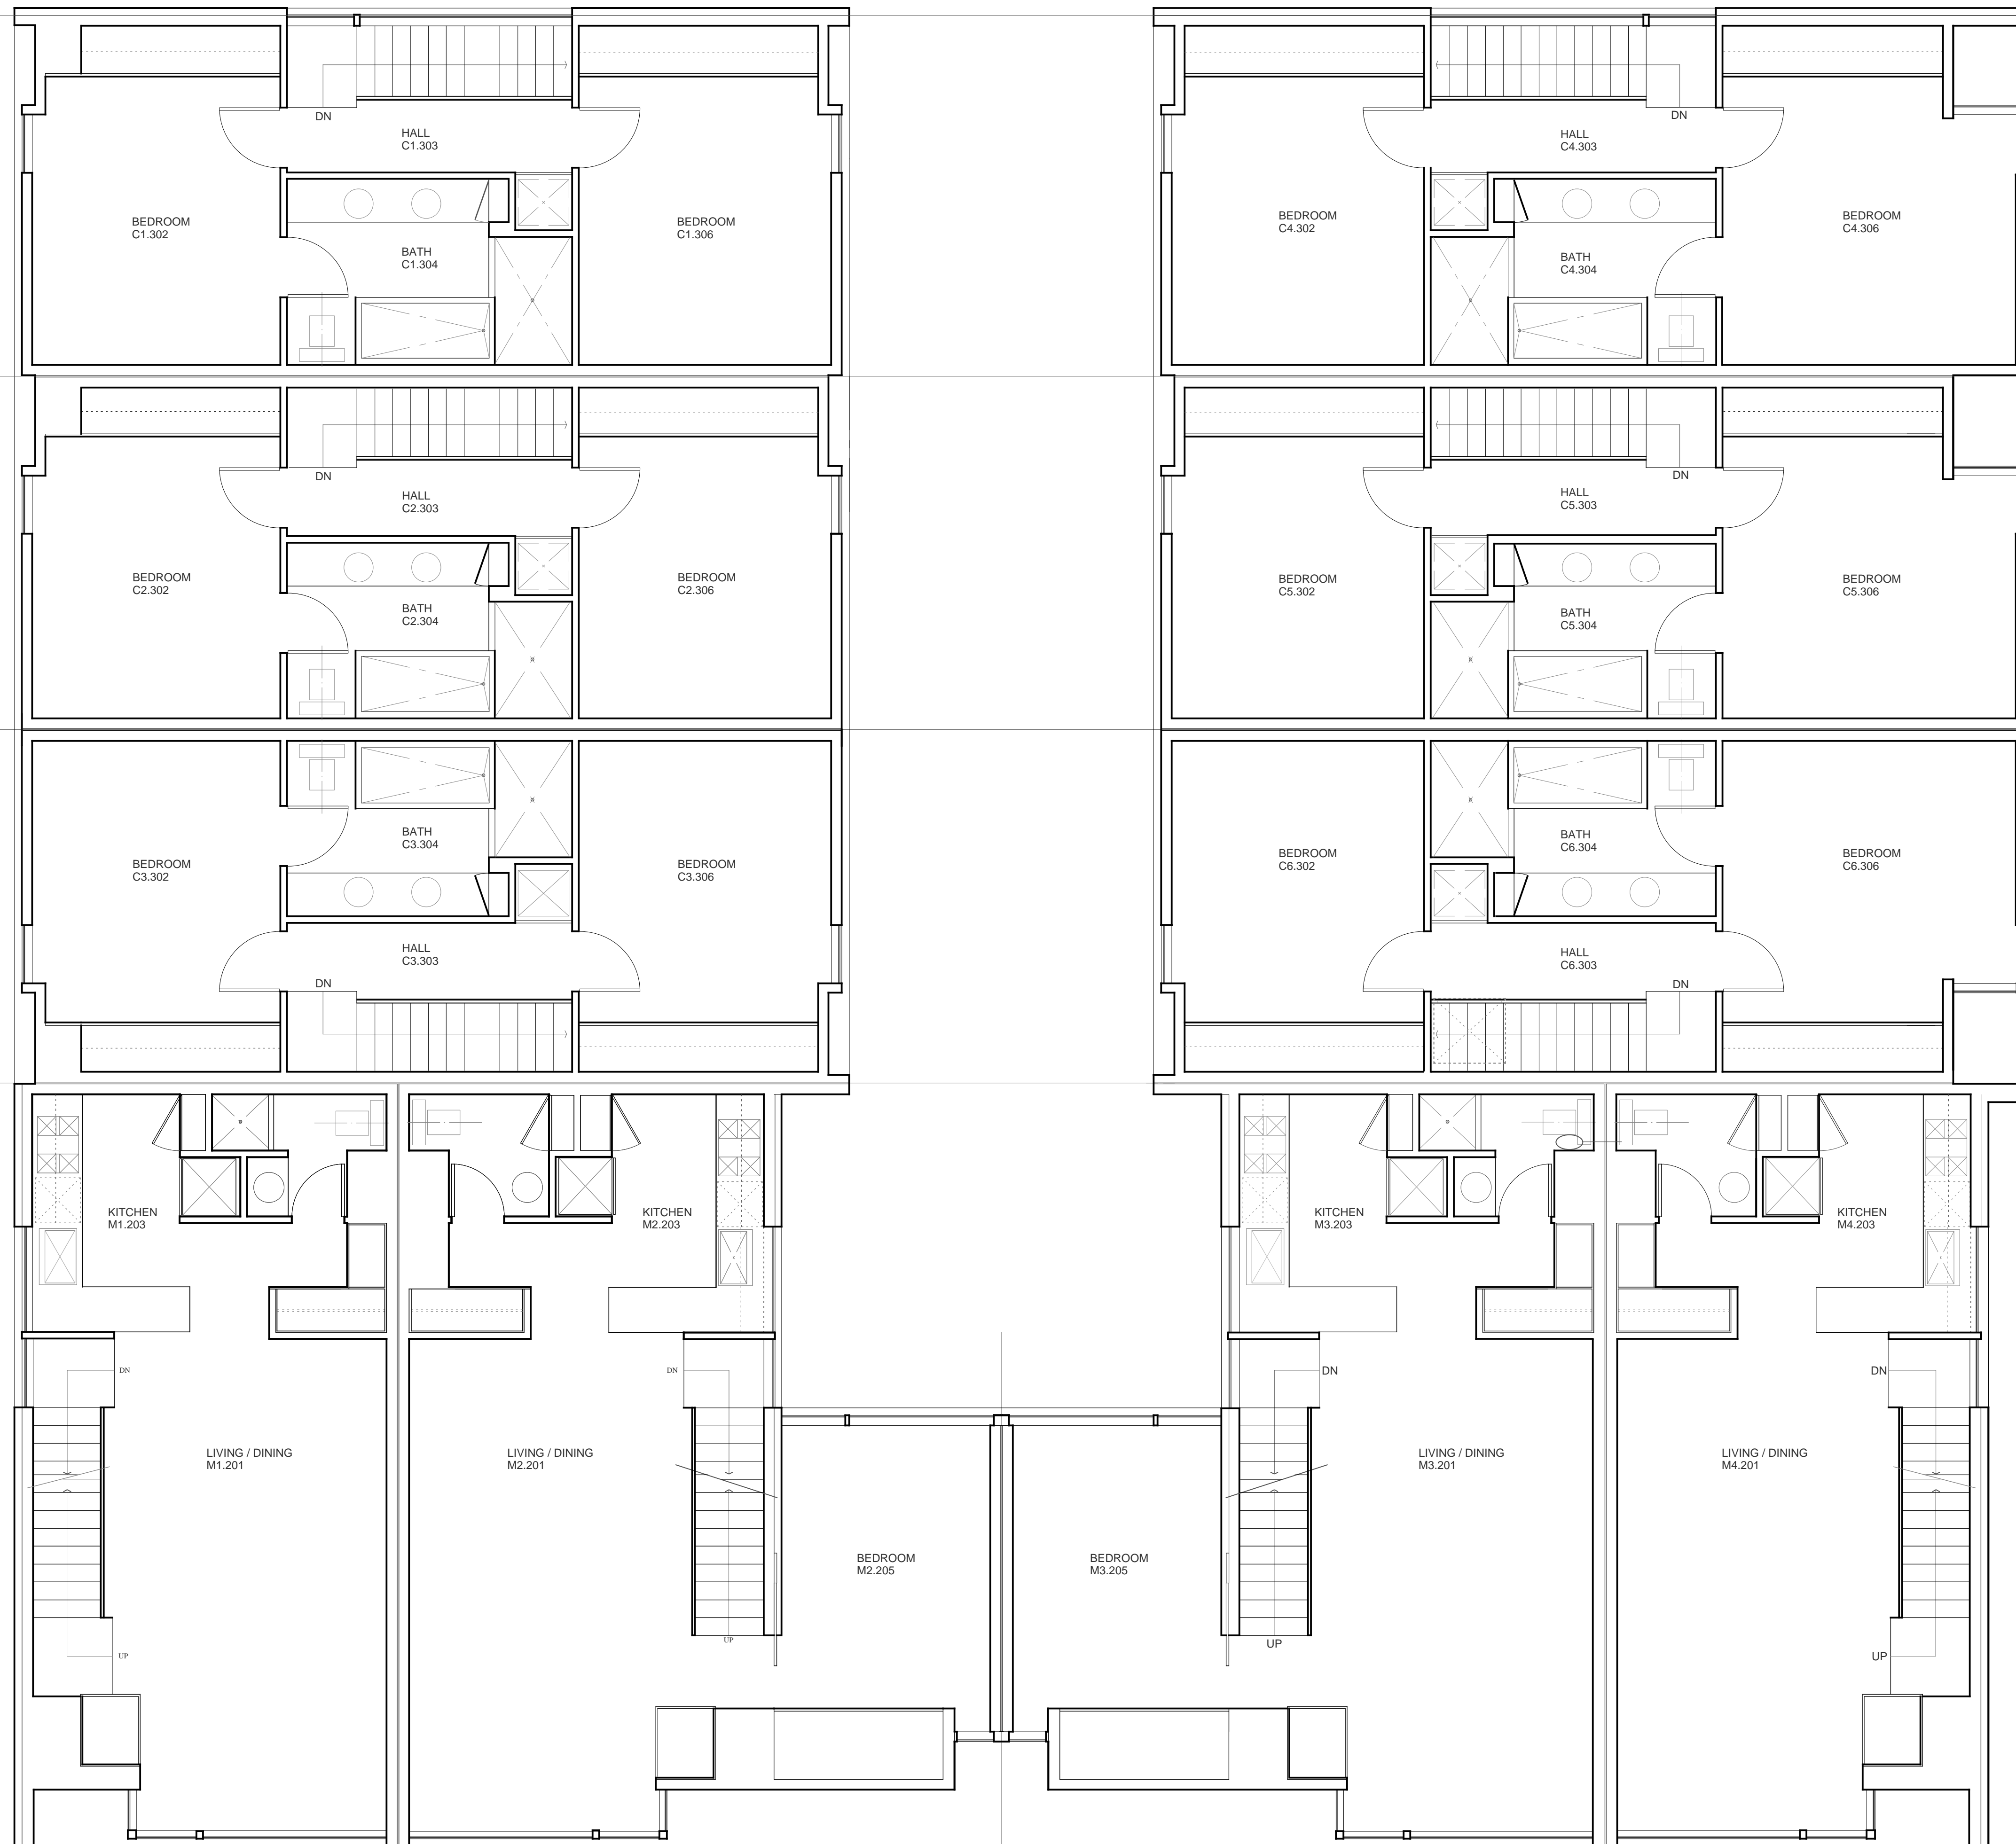 DN
HALL
C1.303
BEDROOM
C1.302
BEDROOM
C1.306
BATH
C1.304
DN
HALL
C4.303
BEDROOM
C4.302
BEDROOM
C4.306
BATH
C4.304
DN
HALL
C2.303
BEDROOM
C2.302
BEDROOM
C2.306
BATH
C2.304
DN
HALL
C5.303
BEDROOM
C5.302
BEDROOM
C5.306
BATH
C5.304
BATH
C3.304
BEDROOM
C3.302
BEDROOM
C3.306
HALL
C3.303
DN
BATH
C6.304
BEDROOM
C6.302
BEDROOM
C6.306
HALL
C6.303
DN
KITCHEN
M1.203
KITCHEN
M2.203
KITCHEN
M3.203
KITCHEN
M4.203
DN
DN
DN
DN
LIVING / DINING
M1.201
LIVING / DINING
M2.201
LIVING / DINING
M3.201
LIVING / DINING
M4.201
BEDROOM
M2.205
BEDROOM
M3.205
UP
UP
UP
UP